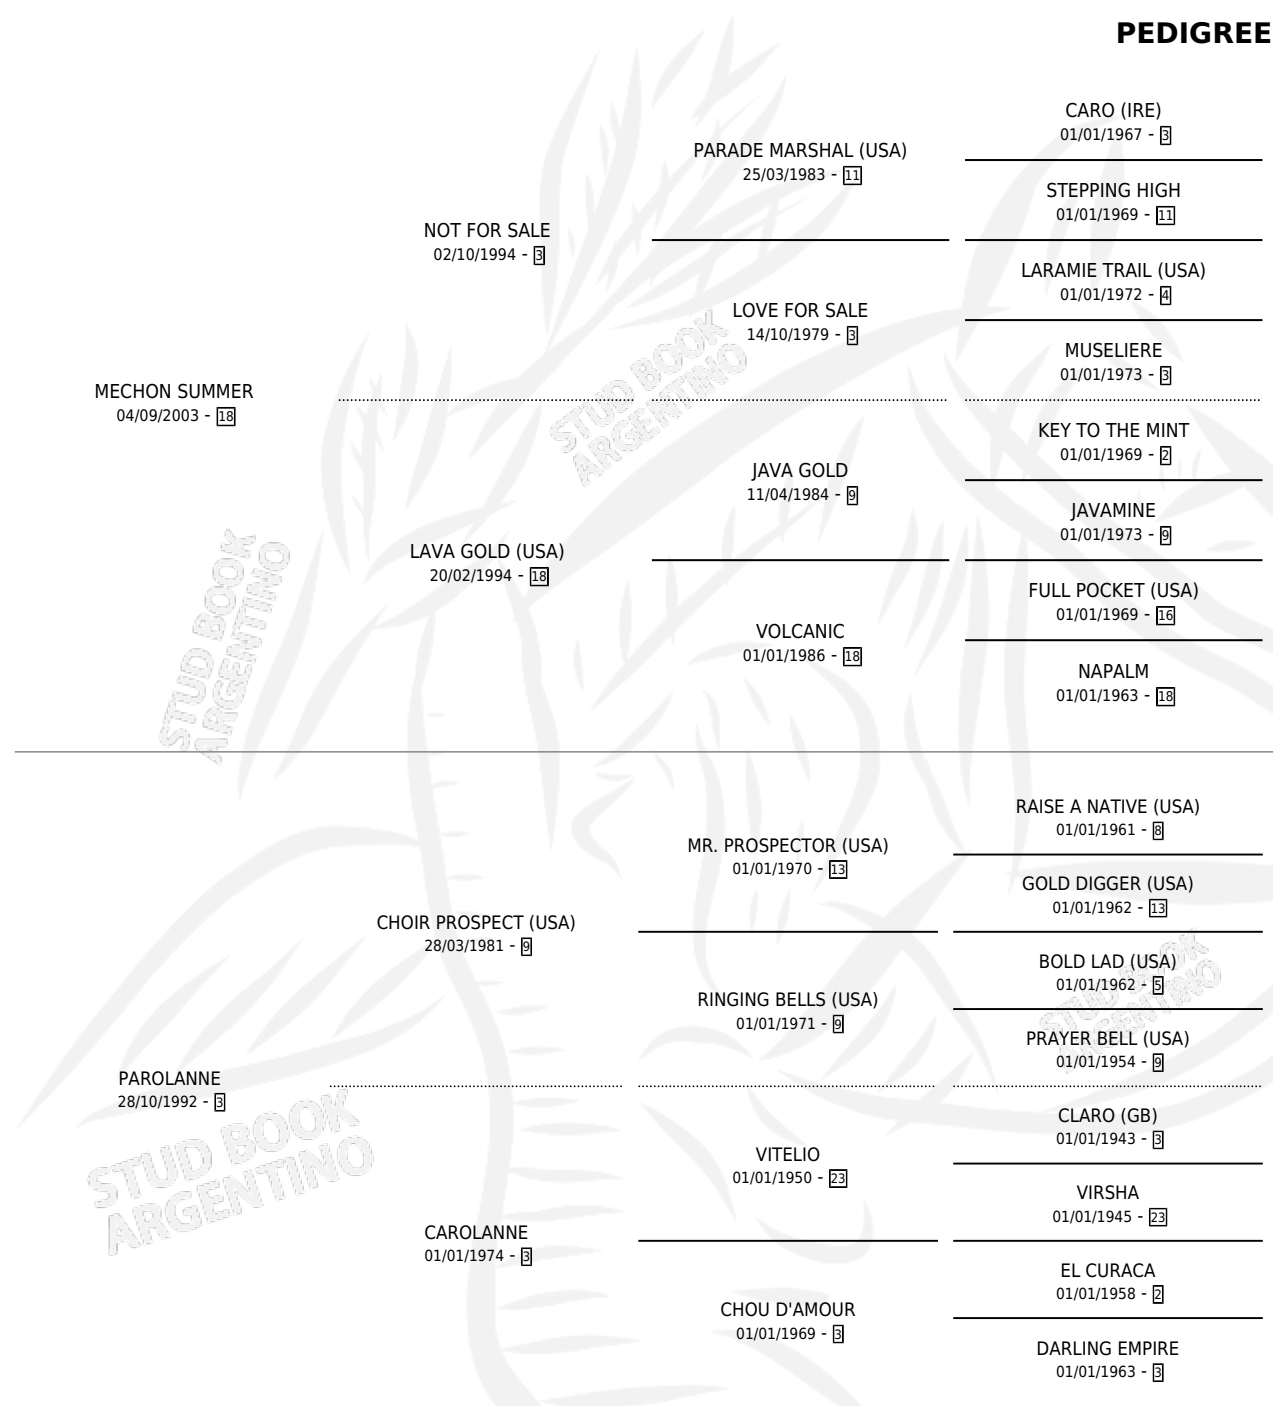 PEDIGREE
CARO (IRE)
01/01/1967 - 3
PARADE MARSHAL (USA)
25/03/1983 - 11
STEPPING HIGH
01/01/1969 - 11
NOT FOR SALE
02/10/1994 - 3
LARAMIE TRAIL (USA)
01/01/1972 - 4
LOVE FOR SALE
14/10/1979 - 3
MUSELIERE
01/01/1973 - 3
MECHON SUMMER
04/09/2003 - 18
KEY TO THE MINT
01/01/1969 - 2
JAVA GOLD
11/04/1984 - 9
JAVAMINE
01/01/1973 - 9
LAVA GOLD (USA)
20/02/1994 - 18
FULL POCKET (USA)
01/01/1969 - 16
VOLCANIC
01/01/1986 - 18
NAPALM
01/01/1963 - 18
RAISE A NATIVE (USA)
01/01/1961 - 8
MR. PROSPECTOR (USA)
01/01/1970 - 13
GOLD DIGGER (USA)
01/01/1962 - 13
CHOIR PROSPECT (USA)
28/03/1981 - 9
BOLD LAD (USA)
01/01/1962 - 5
RINGING BELLS (USA)
01/01/1971 - 9
PRAYER BELL (USA)
01/01/1954 - 9
PAROLANNE
28/10/1992 - 3
CLARO (GB)
01/01/1943 - 3
VITELIO
01/01/1950 - 23
VIRSHA
01/01/1945 - 23
CAROLANNE
01/01/1974 - 3
EL CURACA
01/01/1958 - 2
CHOU D'AMOUR
01/01/1969 - 3
DARLING EMPIRE
01/01/1963 - 3
STUD BOOK
ARGENTINO
STUD BOOK
ARGENTINO
STUD BOOK
ARGENTINO
STUD BOOK
ARGENTINO